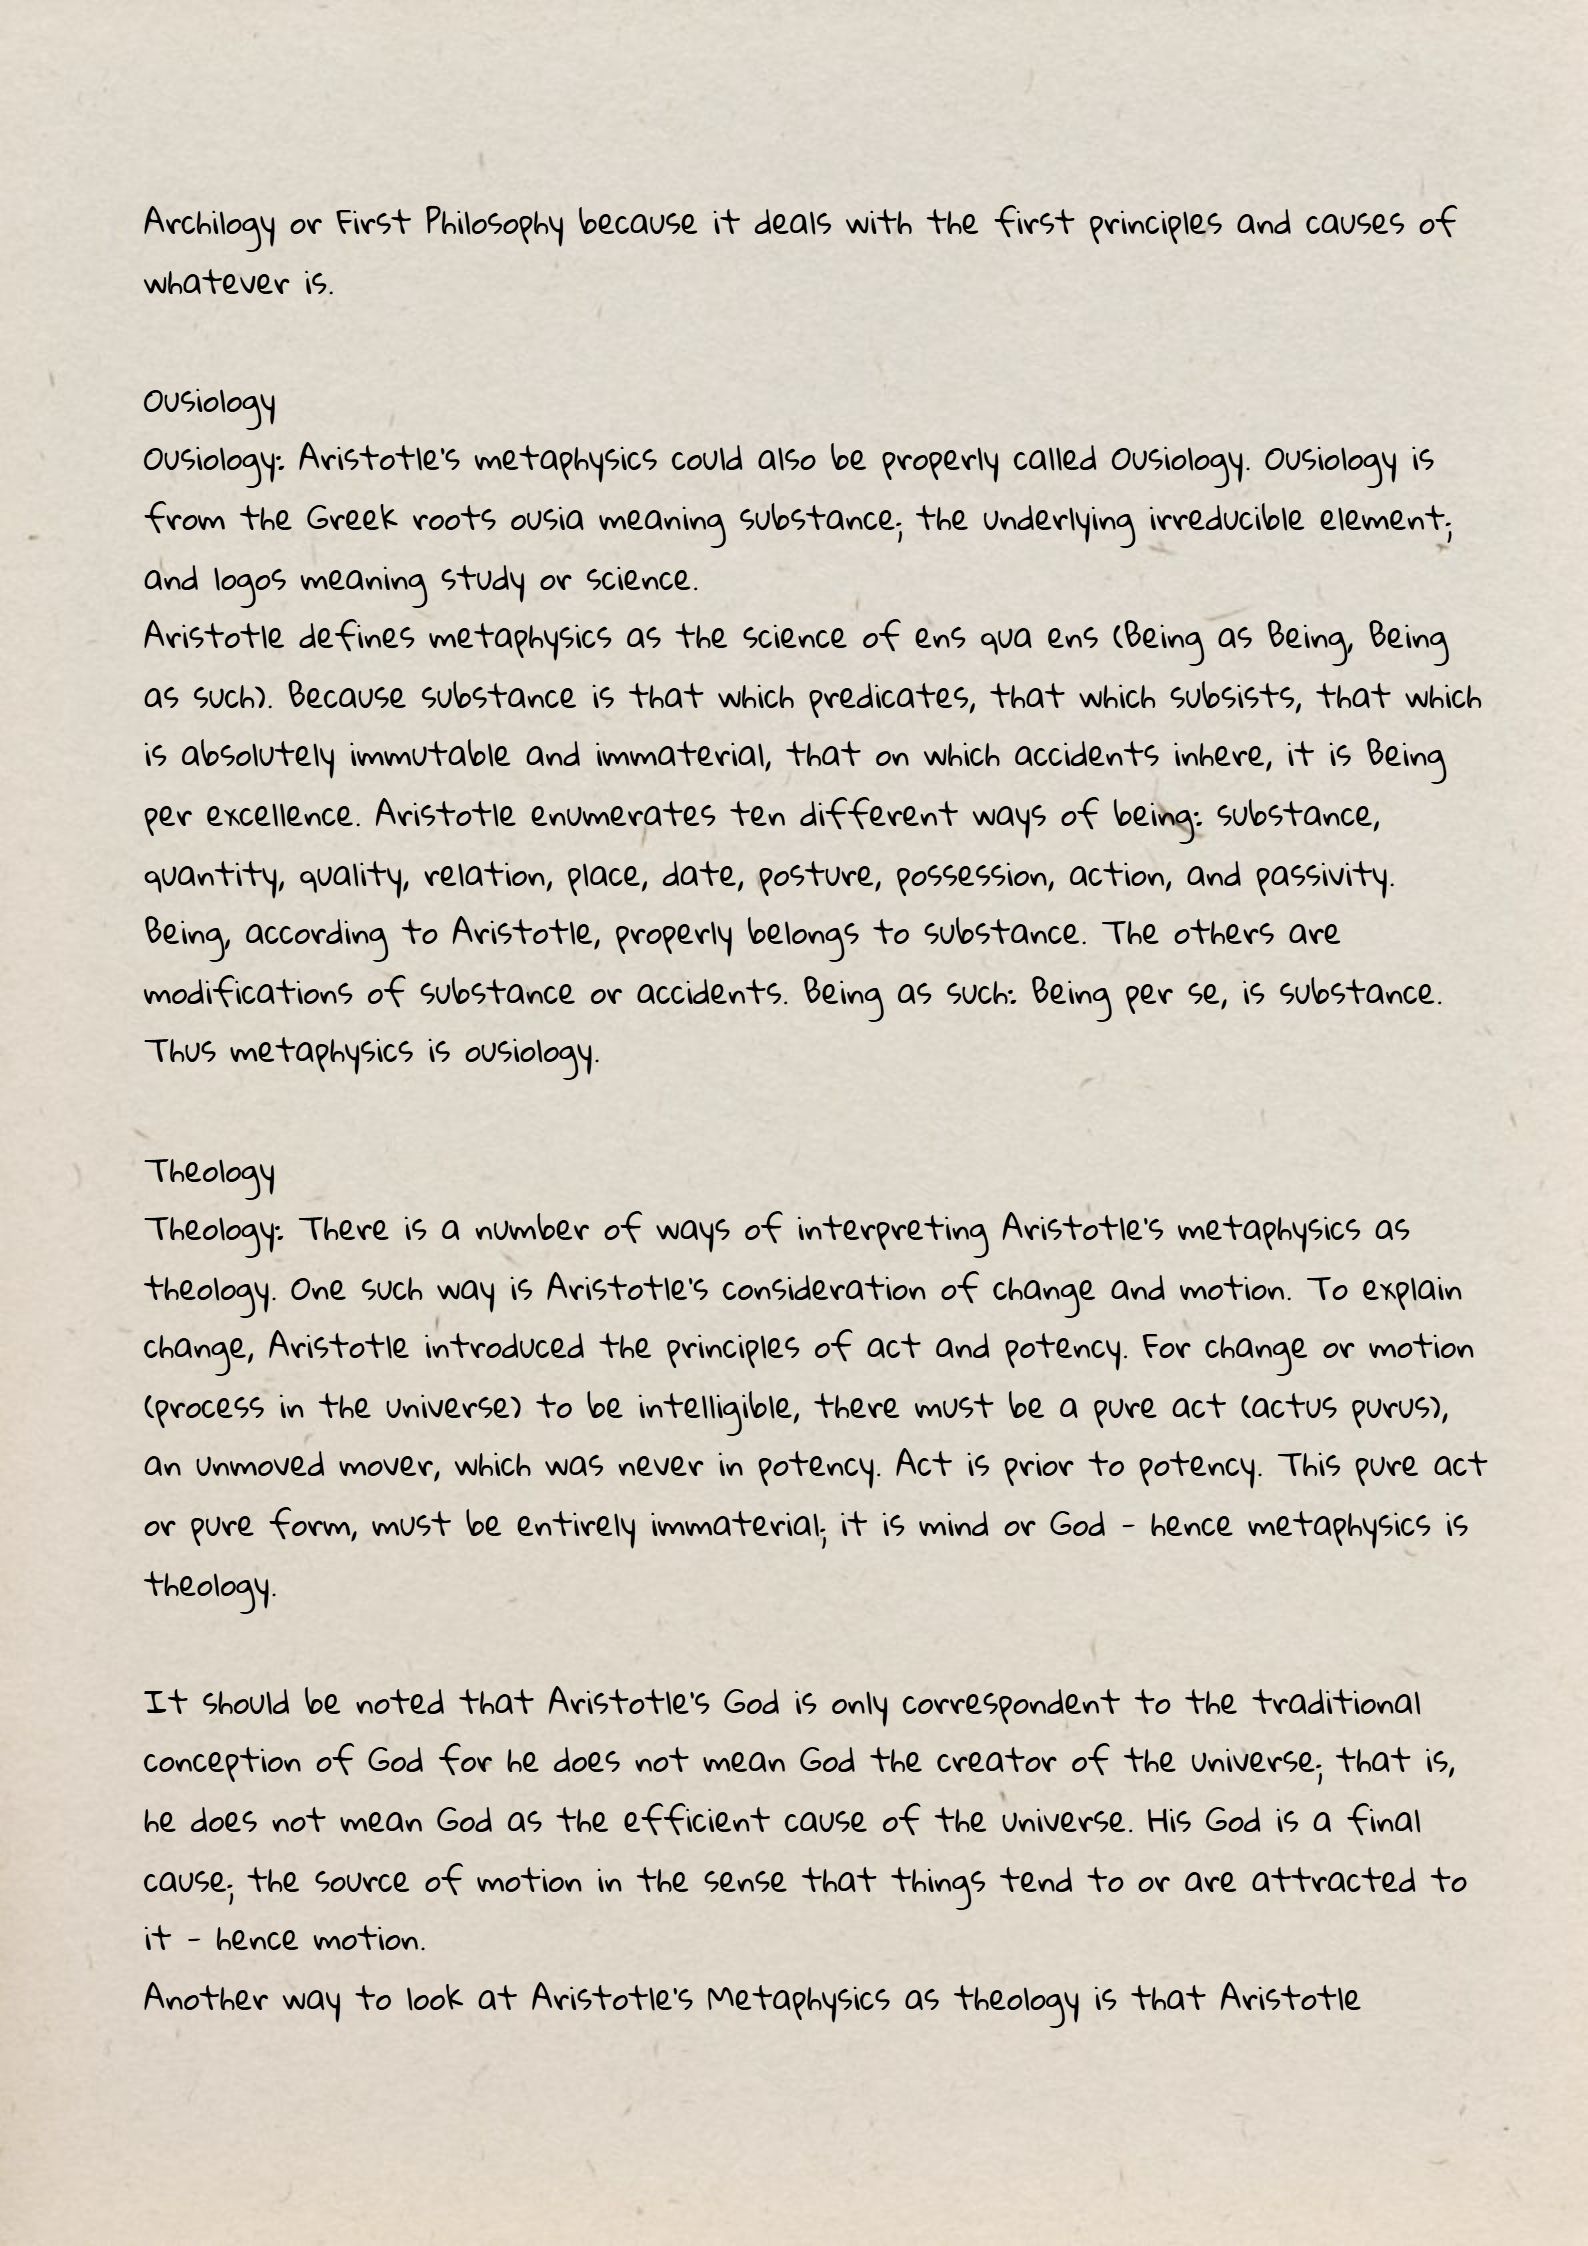 Archilogy or First Philosophy because it deals with the first principles and causes of
whatever is.
Ousiology
Ousiology: Aristotle's metaphysics could also be properly called Ousiology. Ousiology is
from the Greek roots ousia meaning substance; the underlying irreducible element;
and logos meaning study or science.
Aristotle defines metaphysics as the science of ens qua ens (Being as Being, Being
as such). Because substance is that which predicates, that which subsists, that which
is absolutely immutable and immaterial, that on which accidents inhere, it is Being
per excellence. Aristotle enumerates ten different ways of being: substance,
quantity, quality, relation, place, date, posture, possession, action, and passivity.
Being, according to Aristotle, properly belongs to substance. The others are
modifications of substance or accidents. Being as such: Being per se, is substance.
Thus metaphysics is ousiology.
Theology
Theology: There is a number of ways of interpreting Aristotle's metaphysics as
theology. One such way is Aristotle's consideration of change and motion. To explain
change, Aristotle introduced the principles of act and potency. For change or motion
(process in the universe) to be intelligible, there must be a pure act (actus purus),
an unmoved mover, which was never in potency. Act is prior to potency. This pure act
or pure form, must be entirely immaterial; it is mind or God - hence metaphysics is
theology.
It should be noted that Aristotle's God is only correspondent to the traditional
conception of God for he does not mean God the creator of the universe; that is,
he does not mean God as the efficient cause of the universe. His God is a final
cause; the source of motion in the sense that things tend to or are attracted to
it - hence motion.
Another way to look at Aristotle's Metaphysics as theology is that Aristotle